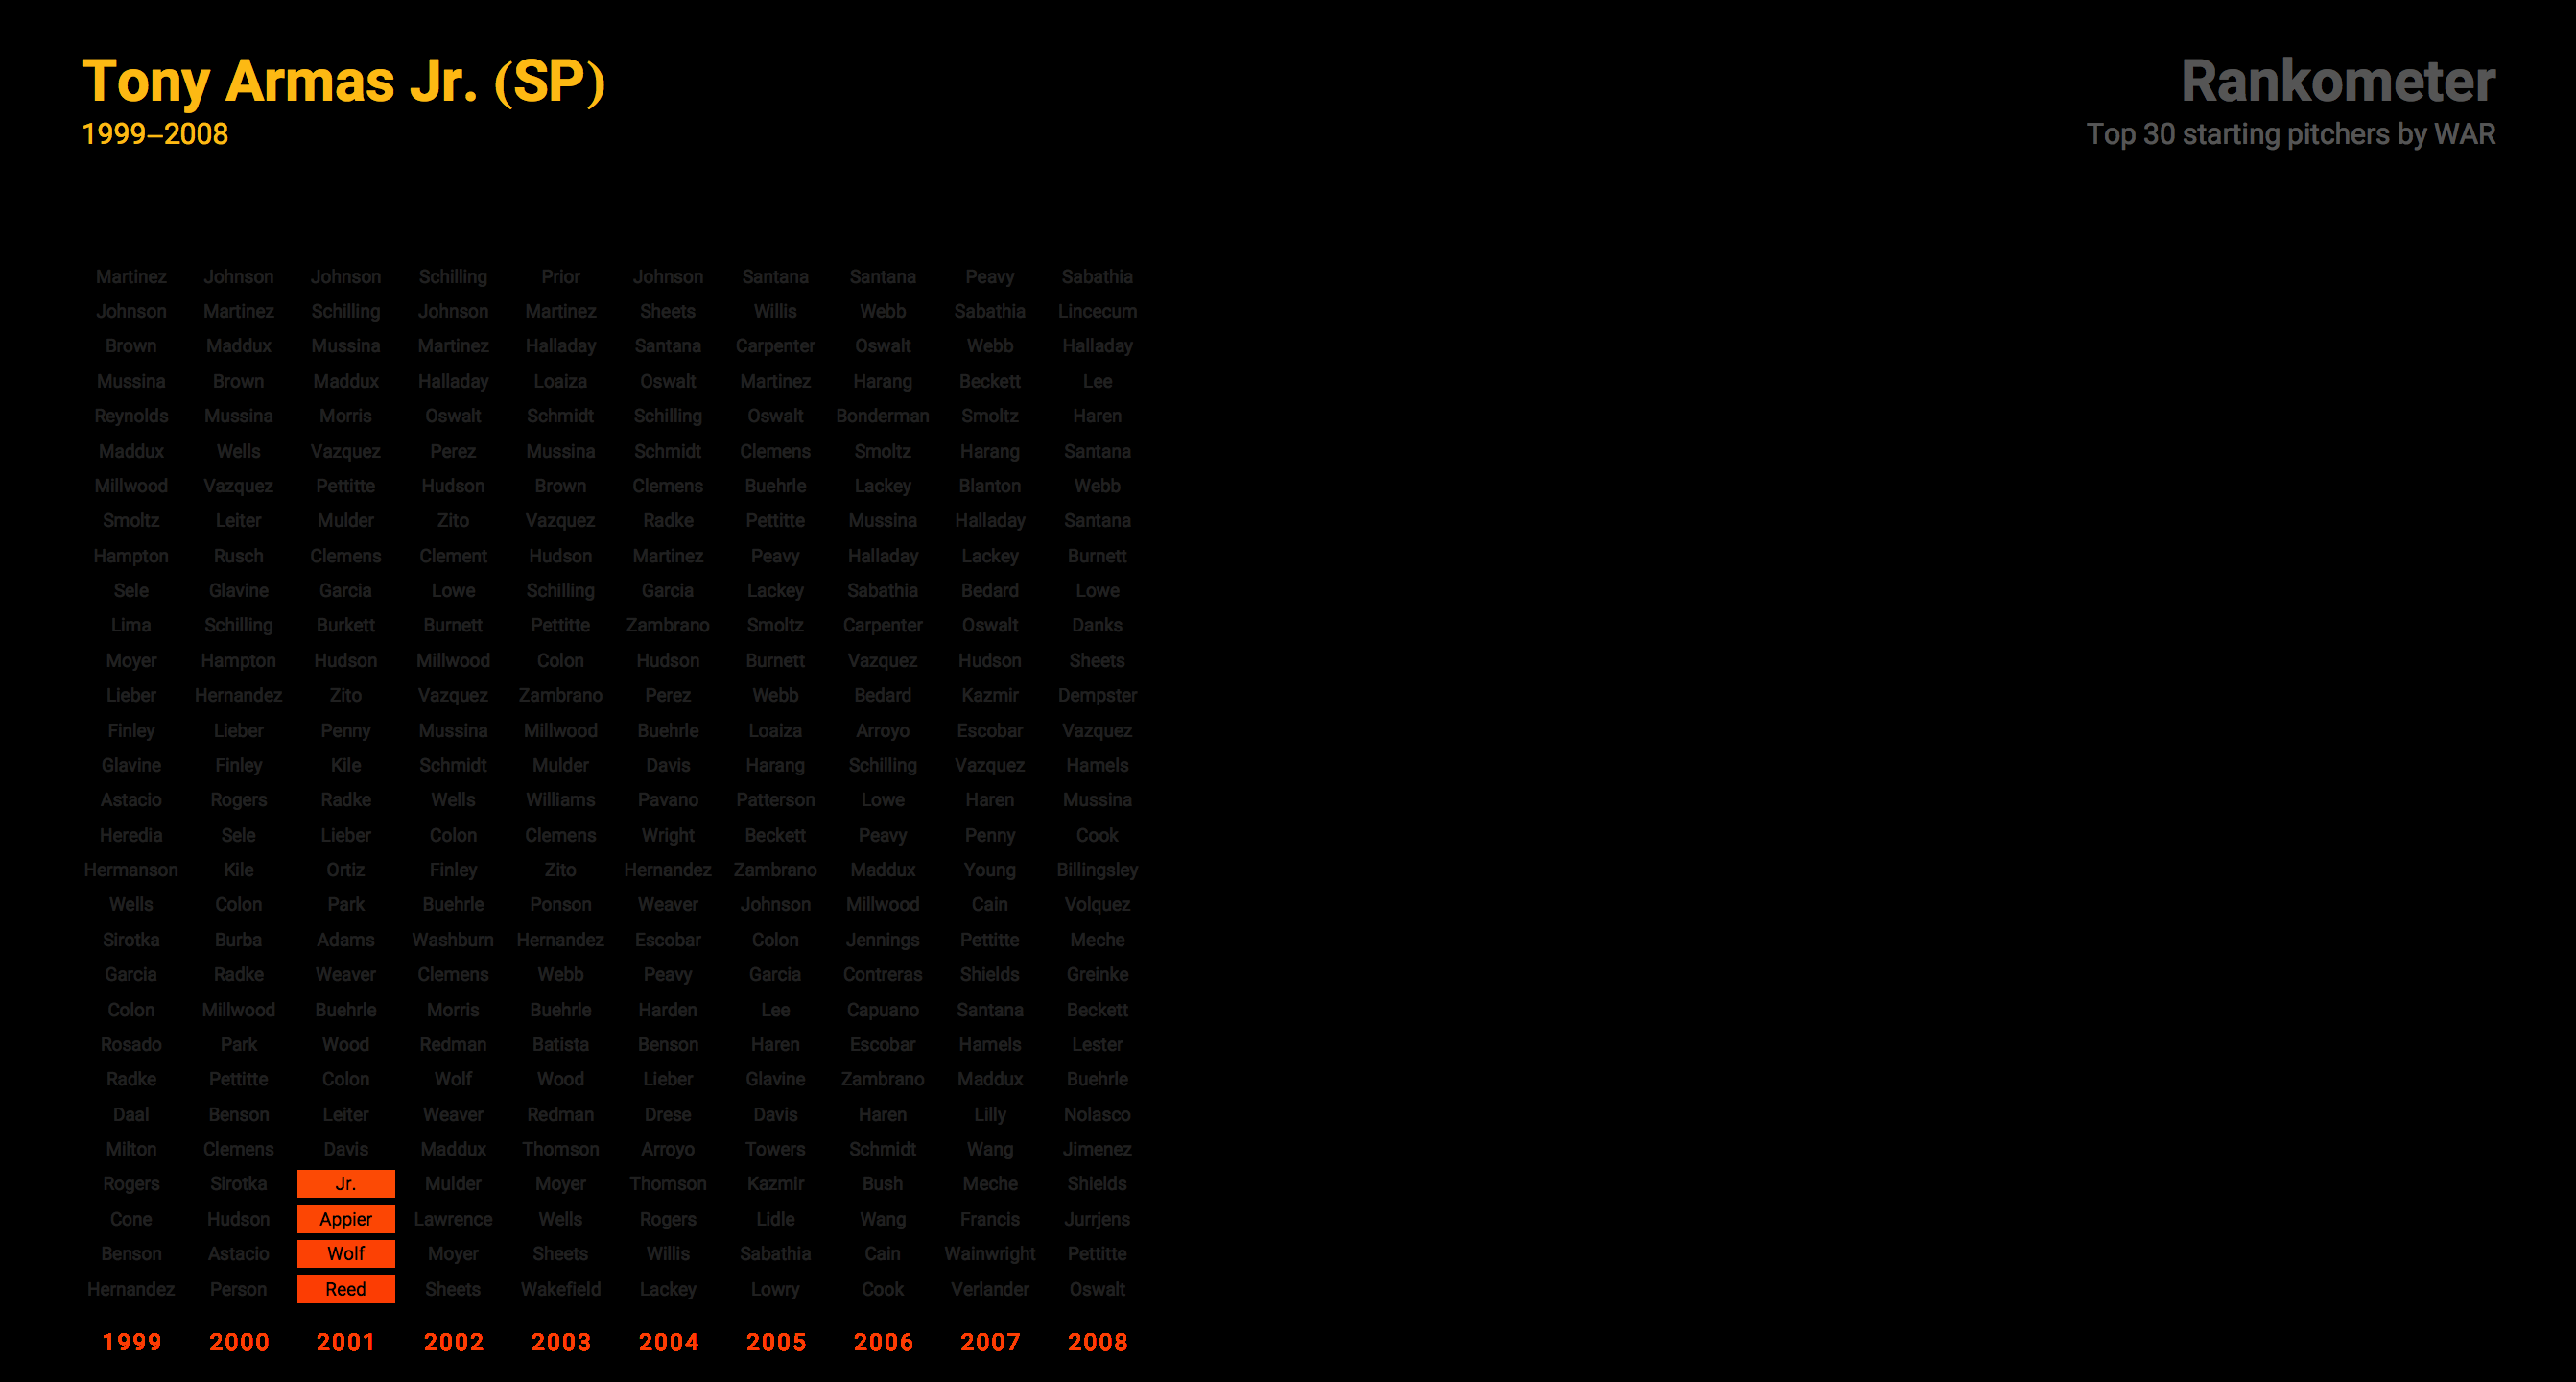 Tony Armas Jr. (SP)
1999–2008
Rankometer
Top 30 starting pitchers by WAR
Martinez Johnson Johnson Schilling Prior Johnson Santana Santana Peavy Sabathia
Johnson Martinez Schilling Johnson Martinez Sheets Willis Webb Sabathia Lincecum
Brown Maddux Mussina Martinez Halladay Santana Carpenter Oswalt Webb Halladay
Mussina Brown Maddux Halladay Loaiza Oswalt Martinez Harang Beckett Lee
Reynolds Mussina Morris Oswalt Schmidt Schilling Oswalt Bonderman Smoltz Haren
Maddux Wells Vazquez Perez Mussina Schmidt Clemens Smoltz Harang Santana
Millwood Vazquez Pettitte Hudson Brown Clemens Buehrle Lackey Blanton Webb
Smoltz Leiter Mulder Zito Vazquez Radke Pettitte Mussina Halladay Santana
Hampton Rusch Clemens Clement Hudson Martinez Peavy Halladay Lackey Burnett
Sele Glavine Garcia Lowe Schilling Garcia Lackey Sabathia Bedard Lowe
Lima Schilling Burkett Burnett Pettitte Zambrano Smoltz Carpenter Oswalt Danks
Moyer Hampton Hudson Millwood Colon Hudson Burnett Vazquez Hudson Sheets
Lieber Hernandez Zito Vazquez Zambrano Perez Webb Bedard Kazmir Dempster
Finley Lieber Penny Mussina Millwood Buehrle Loaiza Arroyo Escobar Vazquez
Glavine Finley Kile Schmidt Mulder Davis Harang Schilling Vazquez Hamels
Astacio Rogers Radke Wells Williams Pavano Patterson Lowe Haren Mussina
Heredia Sele Lieber Colon Clemens Wright Beckett Peavy Penny Cook
Hermanson Kile Ortiz Finley Zito Hernandez Zambrano Maddux Young Billingsley
Wells Colon Park Buehrle Ponson Weaver Johnson Millwood Cain Volquez
Sirotka Burba Adams Washburn Hernandez Escobar Colon Jennings Pettitte Meche
Garcia Radke Weaver Clemens Webb Peavy Garcia Contreras Shields Greinke
Colon Millwood Buehrle Morris Buehrle Harden Lee Capuano Santana Beckett
Rosado Park Wood Redman Batista Benson Haren Escobar Hamels Lester
Radke Pettitte Colon Wolf Wood Lieber Glavine Zambrano Maddux Buehrle
Daal Benson Leiter Weaver Redman Drese Davis Haren Lilly Nolasco
Milton Clemens Davis Maddux Thomson Arroyo Towers Schmidt Wang Jimenez
Rogers Sirotka Jr. Mulder Moyer Thomson Kazmir Bush Meche Shields
Cone Hudson Appier Lawrence Wells Rogers Lidle Wang Francis Jurrjens
Benson Astacio Wolf Moyer Sheets Willis Sabathia Cain Wainwright Pettitte
Hernandez Person Reed Sheets Wakefield Lackey Lowry Cook Verlander Oswalt
1999 2000 2001 2002 2003 2004 2005 2006 2007 2008